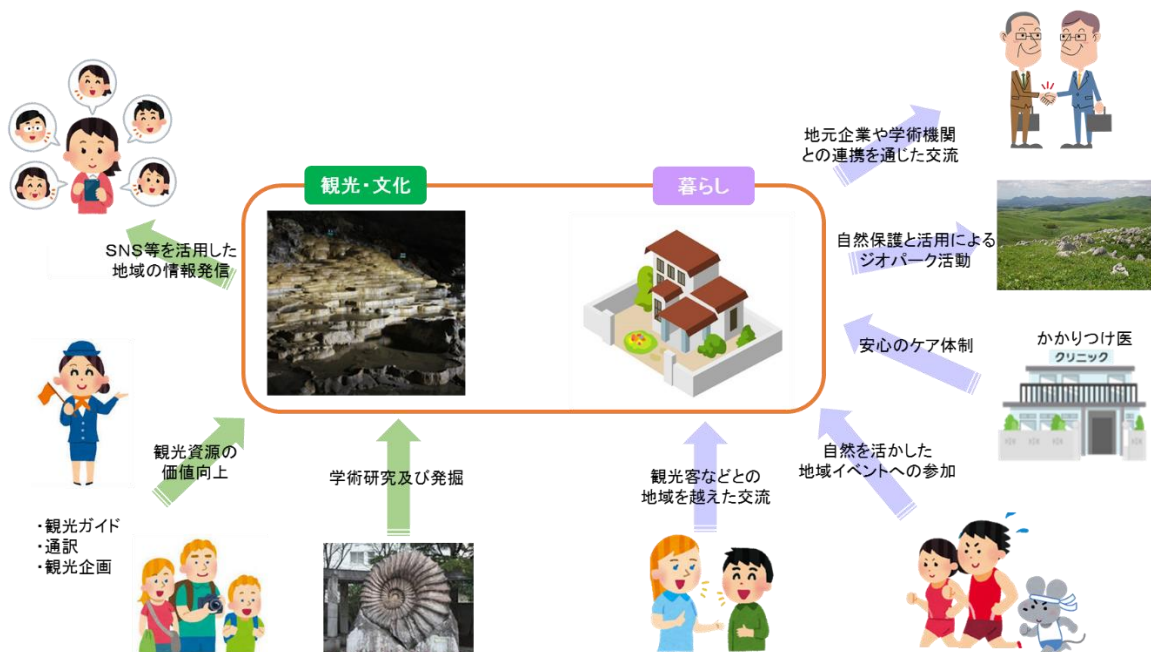 地元企業や学術機関
との連携を通じた交流
観光・文化
暮らし
SNS等を活用した
地域の情報発信
自然保護と活用による
ジオパーク活動
安心のケア体制
かかりつけ医
クリニック
観光資源の
価値向上
学術研究及び発掘
観光客などとの
地域を越えた交流
自然を活かした
地域イベントへの参加
・観光ガイド
・通訳
・観光企画